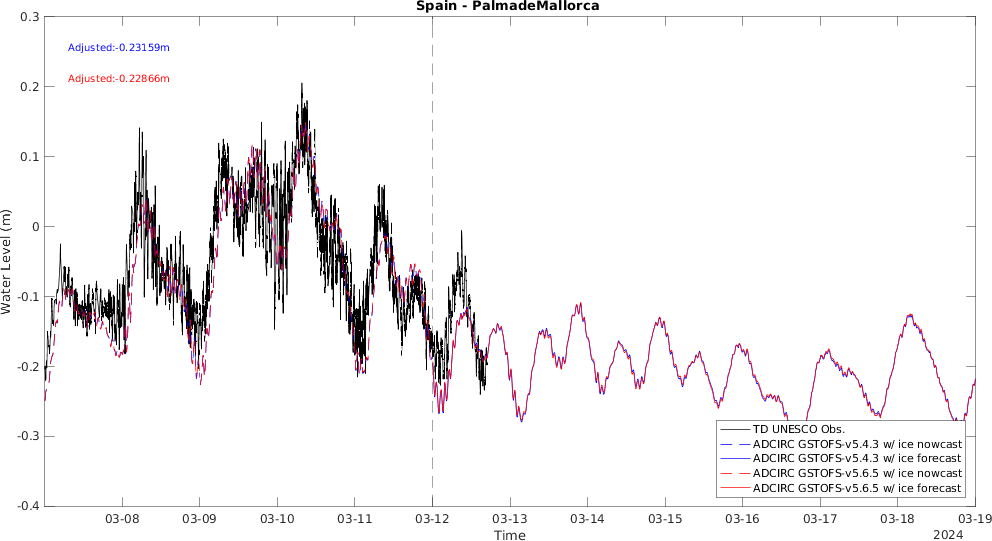 Spain - PalmadeMallorca
Adjusted:-0.23159m
Adjusted:-0.22866m
Water Level (m)
0.3
0.2
0.1
0
-0.1
-0.2
-0.3
-0.4
TD UNESCO Obs.
ADCIRC GSTOFS-v5.4.3 w/ ice nowcast
ADCIRC GSTOFS-v5.4.3 w/ ice forecast
ADCIRC GSTOFS-v5.6.5 w/ ice nowcast
ADCIRC GSTOFS-v5.6.5 w/ ice forecast
03-08 03-09 03-10 03-11 03-12 03-13 03-14 03-15 03-16 03-17 03-18 03-19
Time
2024